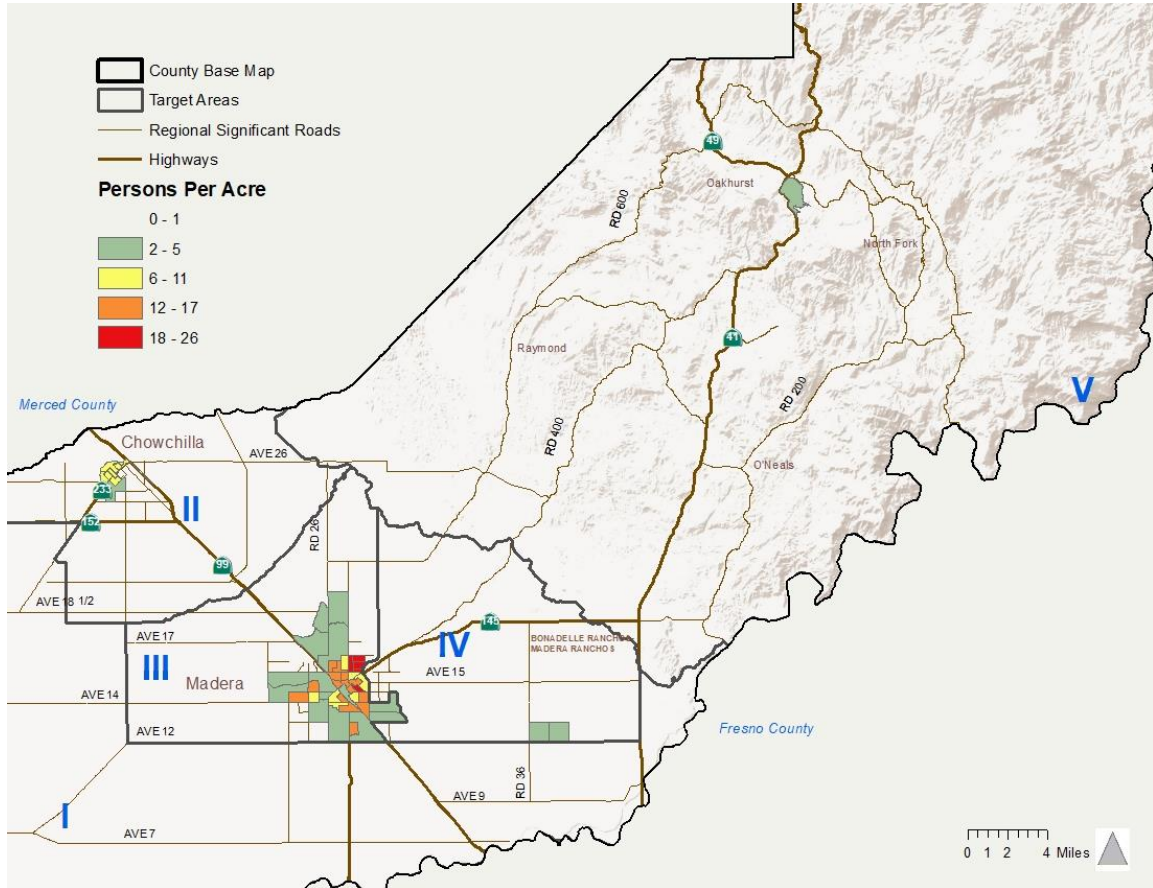 County Base Map
Target Areas
Regional Significant Roads
Highways
Persons Per Acre
0 - 1
2 - 5
6 - 11
12 - 17
18 - 26
49
Oakhurst
RD 600
North Fork
41
Raymond
RD 200
V
Merced County
Chowchilla
RD 400
AVE 26
O'Neals
233
II
152
RD 26
99
AVE 18 1/2
145
AVE 17
IV
BONADELLE RANCHOS
MADERA RANCHOS
III
AVE 15
Madera
AVE 14
AVE 12
Fresno County
RD 36
AVE 9
I
AVE 7
0 1 2 4 Miles